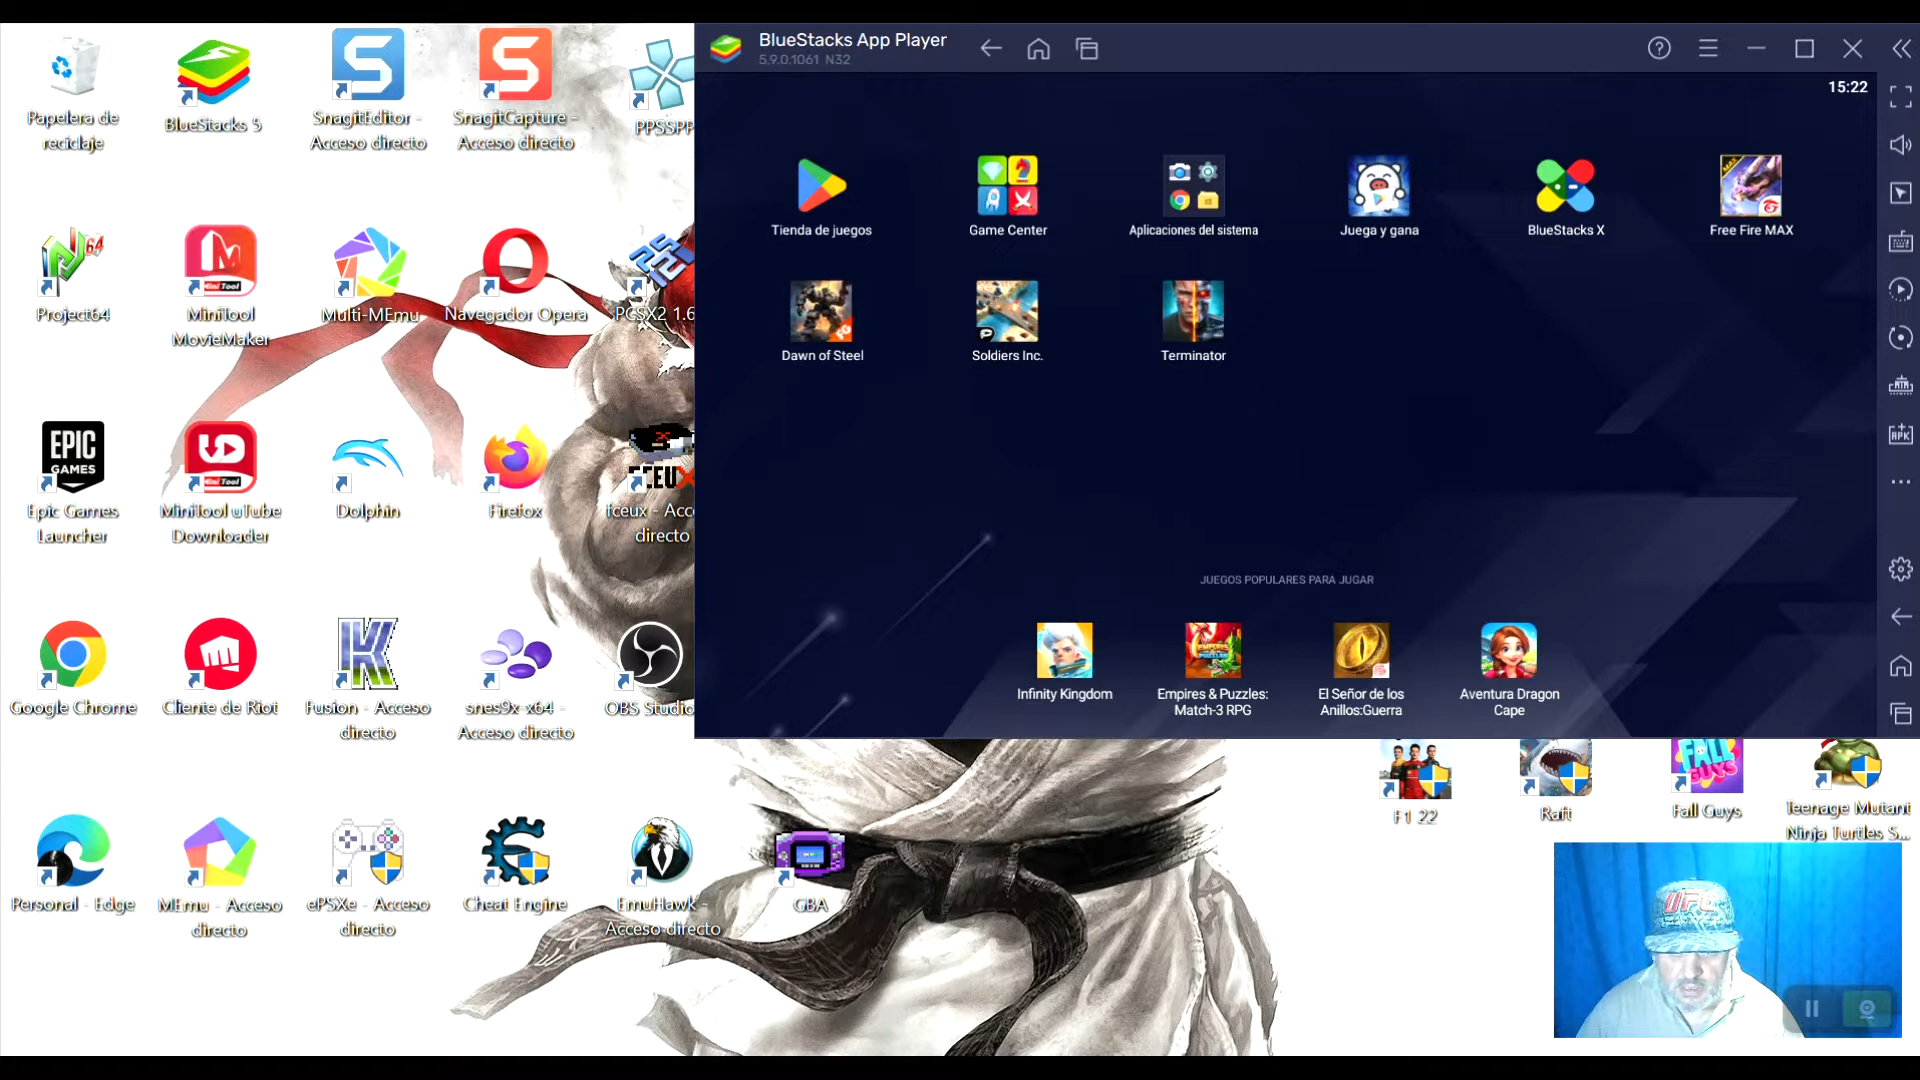 BlueStacks App Player
5.9.0.1061 N32
15:22
Tienda de juegos
Game Center
Aplicaciones del sistema
Juega y gana
BlueStacks X
Free Fire MAX
Dawn of Steel
Soldiers Inc.
Terminator
JUEGOS POPULARES PARA JUGAR
Infinity Kingdom
Empires & Puzzles:
Match-3 RPG
El Señor de los
Anillos:Guerra
Aventura Dragon
Cape
Papelera de
reciclaje
BlueStacks 5
SnagitEditor -
Acceso directo
SnagitCapture -
Acceso directo
PPSSPP
Project64
MiniTool
MovieMaker
Multi-MEmu
Navegador Opera
PCSX2 1.6
EPIC
GAMES
Epic Games
Launcher
MiniTool uTube
Downloader
Dolphin
Firefox
fceux - Acce
directo
Google Chrome
Cliente de Riot
Fusion - Acceso
directo
snes9x-x64 -
Acceso directo
OBS Studio
Personal - Edge
MEmu - Acceso
directo
ePSXe - Acceso
directo
Cheat Engine
EmuHawk -
Acceso directo
GBA
F1 22
Raft
FALL
GUYS
Fall Guys
Teenage Mutant
Ninja Turtles S...
UFC